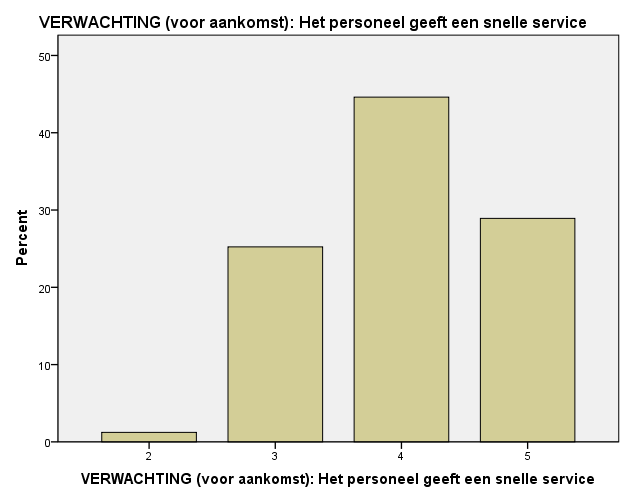 VERWACHTING (voor aankomst): Het personeel geeft een snelle service
50
40
30
20
10
0
Percent
2 3 4 5
VERWACHTING (voor aankomst): Het personeel geeft een snelle service